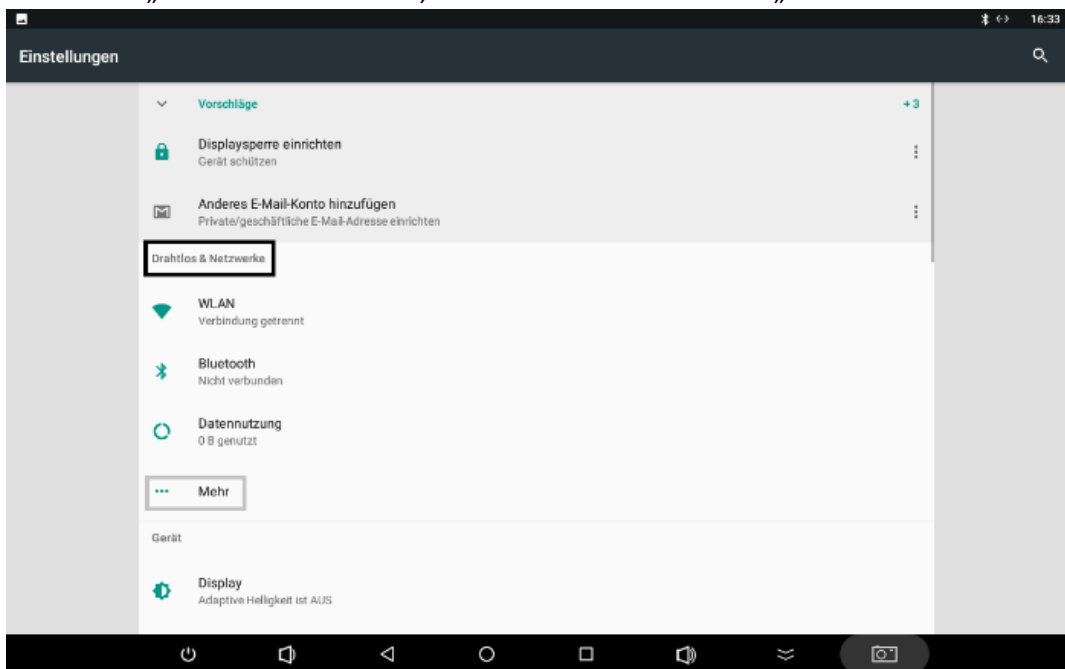 16:33
Einstellungen
Vorschläge +3
Displaysperre einrichten
Gerät schützen
Anderes E-Mail-Konto hinzufügen
Private/geschäftliche E-Mail-Adresse einrichten
Drahtlos & Netzwerke
WLAN
Verbindung getrennt
Bluetooth
Nicht verbunden
Datennutzung
0 B genutzt
Mehr
Gerät
Display
Adaptive Helligkeit ist AUS